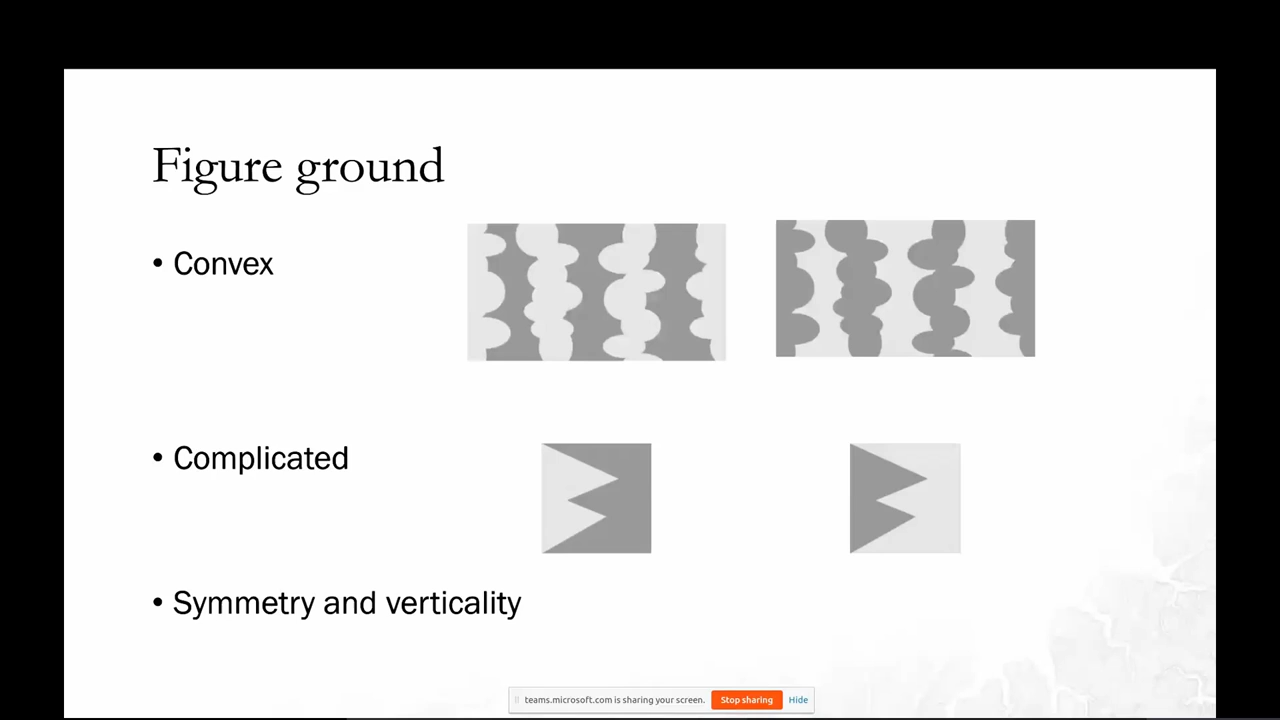 Figure ground
• Convex
• Complicated
• Symmetry and verticality
teams.microsoft.com is sharing your screen. Stop sharing Hide